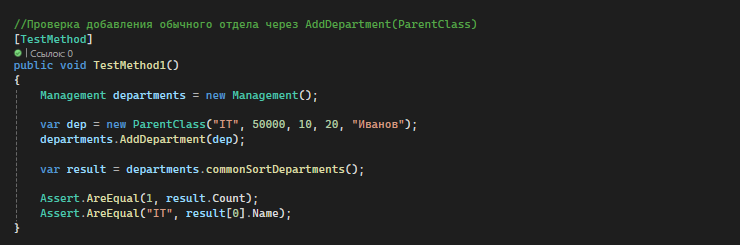 //Проверка добавления обычного отдела через AddDepartment(ParentClass)
[TestMethod]
| Ссылок: 0
public void TestMethod1()
{
Management departments = new Management();
var dep = new ParentClass("IT", 50000, 10, 20, "Иванов");
departments.AddDepartment(dep);
var result = departments.commonSortDepartments();
Assert.AreEqual(1, result.Count);
Assert.AreEqual("IT", result[0].Name);
}